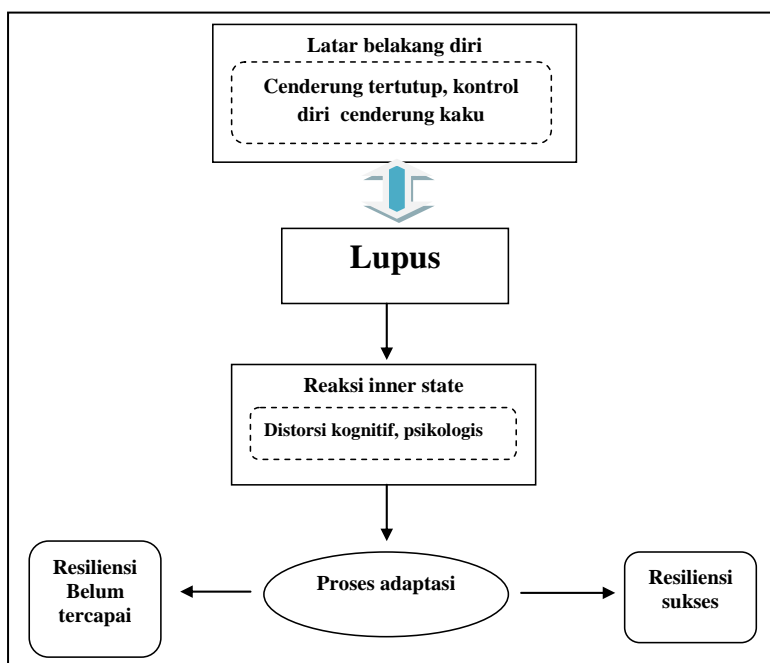 Latar belakang diri
Cenderung tertutup, kontrol
diri cenderung kaku
Lupus
Reaksi inner state
Distorsi kognitif, psikologis
Resiliensi
Belum
tercapai
Proses adaptasi
Resiliensi
sukses